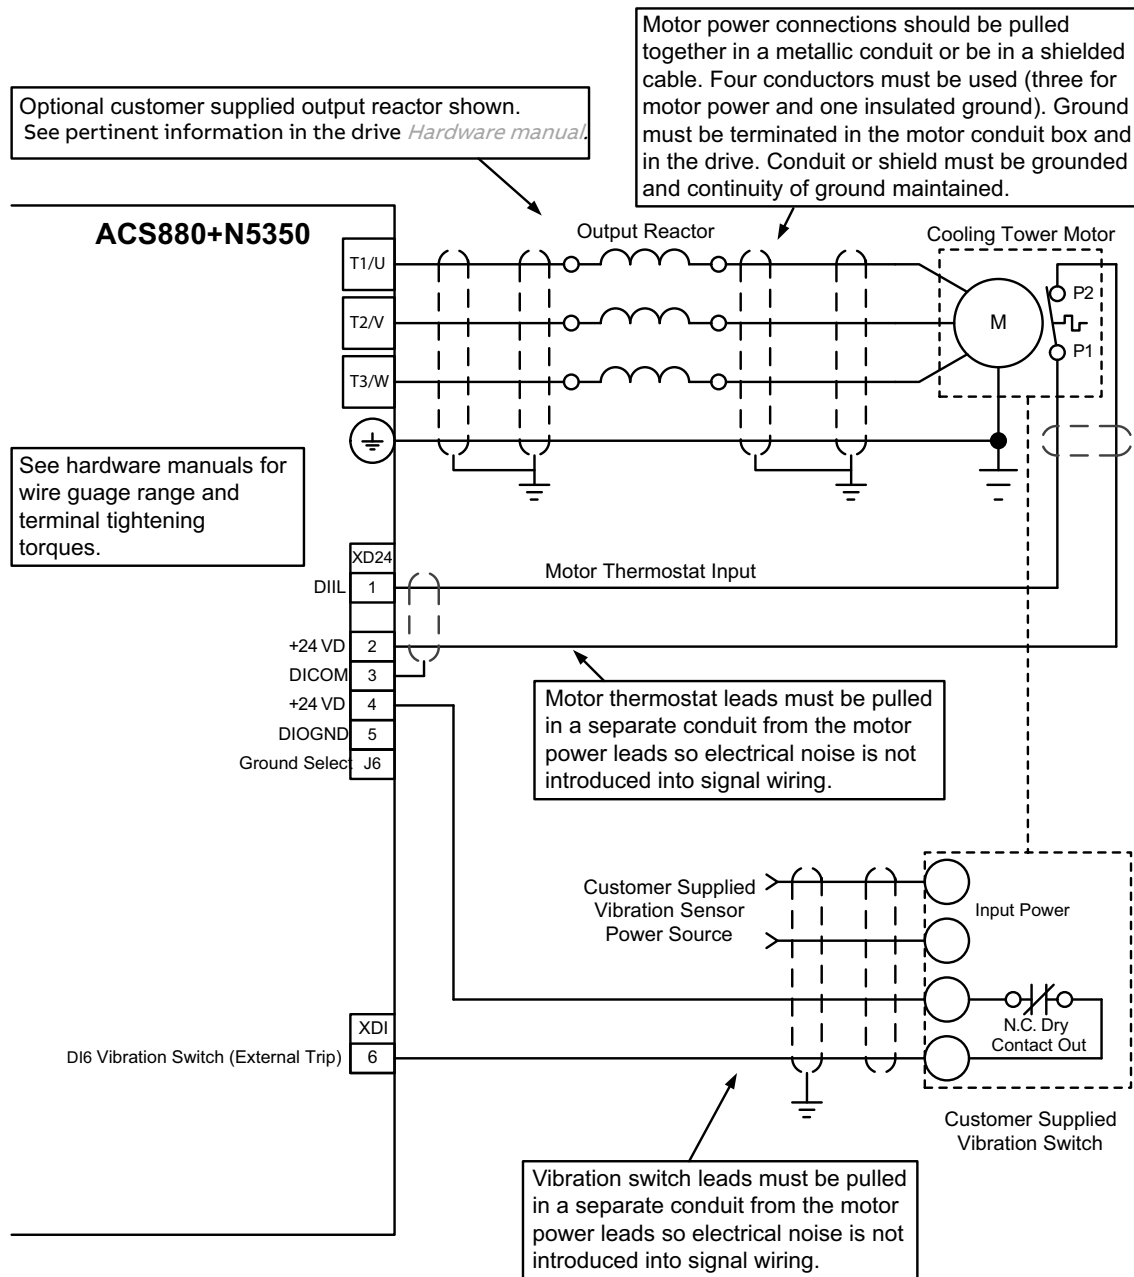 Motor power connections should be pulled
together in a metallic conduit or be in a shielded
cable. Four conductors must be used (three for
motor power and one insulated ground). Ground
must be terminated in the motor conduit box and
in the drive. Conduit or shield must be grounded
and continuity of ground maintained.
Optional customer supplied output reactor shown.
See pertinent information in the drive Hardware manual.
ACS880+N5350
Output Reactor
Cooling Tower Motor
T1/U
T2/V
T3/W
M
P2
P1
See hardware manuals for
wire guage range and
terminal tightening
torques.
XD24
DIIL 1
Motor Thermostat Input
+24 VD 2
DICOM 3
+24 VD 4
DIOGND 5
Ground Select J6
Motor thermostat leads must be pulled
in a separate conduit from the motor
power leads so electrical noise is not
introduced into signal wiring.
Customer Supplied
Vibration Sensor
Power Source
Input Power
N.C. Dry
Contact Out
XDI
DI6 Vibration Switch (External Trip) 6
Customer Supplied
Vibration Switch
Vibration switch leads must be pulled
in a separate conduit from the motor
power leads so electrical noise is not
introduced into signal wiring.